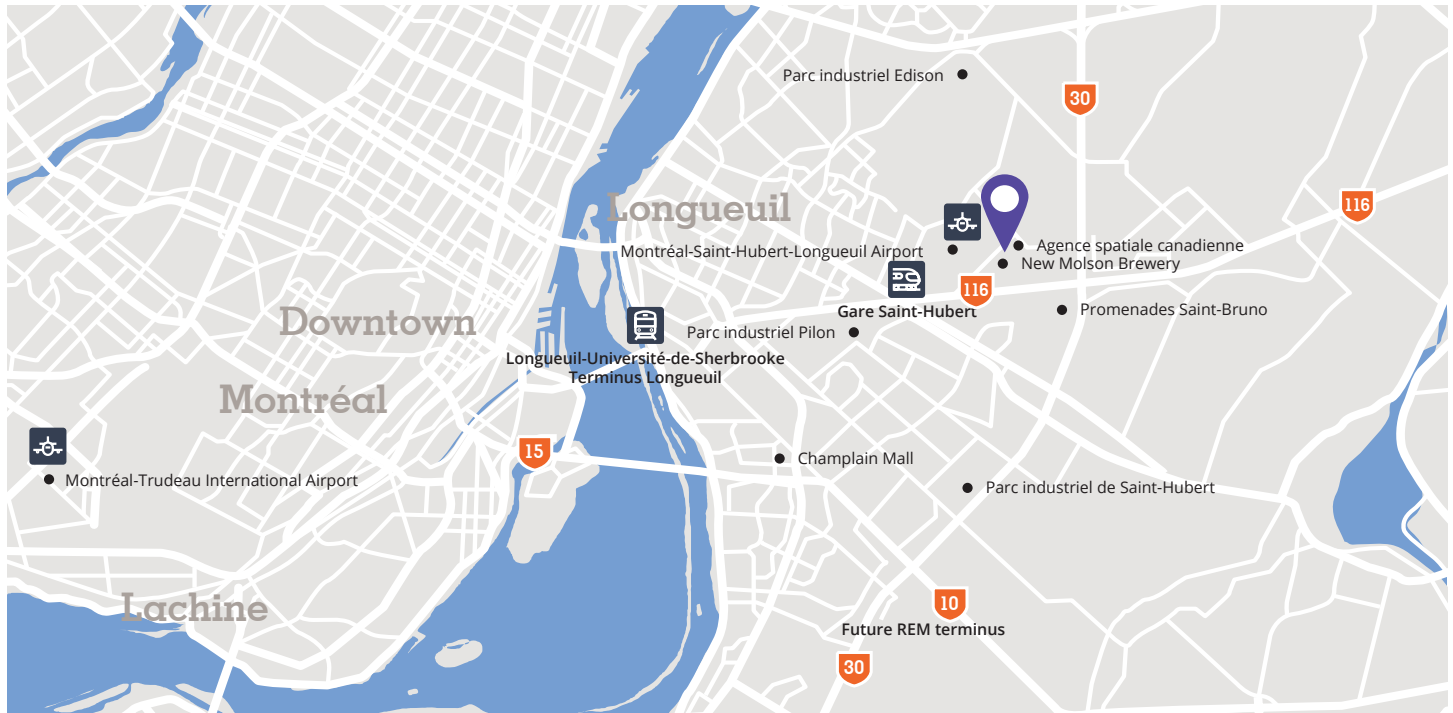 Parc industriel Edison
30
116
Longueuil
Montréal-Saint-Hubert-Longueuil Airport
Agence spatiale canadienne
New Molson Brewery
116
Gare Saint-Hubert
Promenades Saint-Bruno
Downtown
Parc industriel Pilon
Longueuil-Université-de-Sherbrooke
Terminus Longueuil
Montréal
15
Champlain Mall
Montréal-Trudeau International Airport
Parc industriel de Saint-Hubert
Lachine
10
Future REM terminus
30